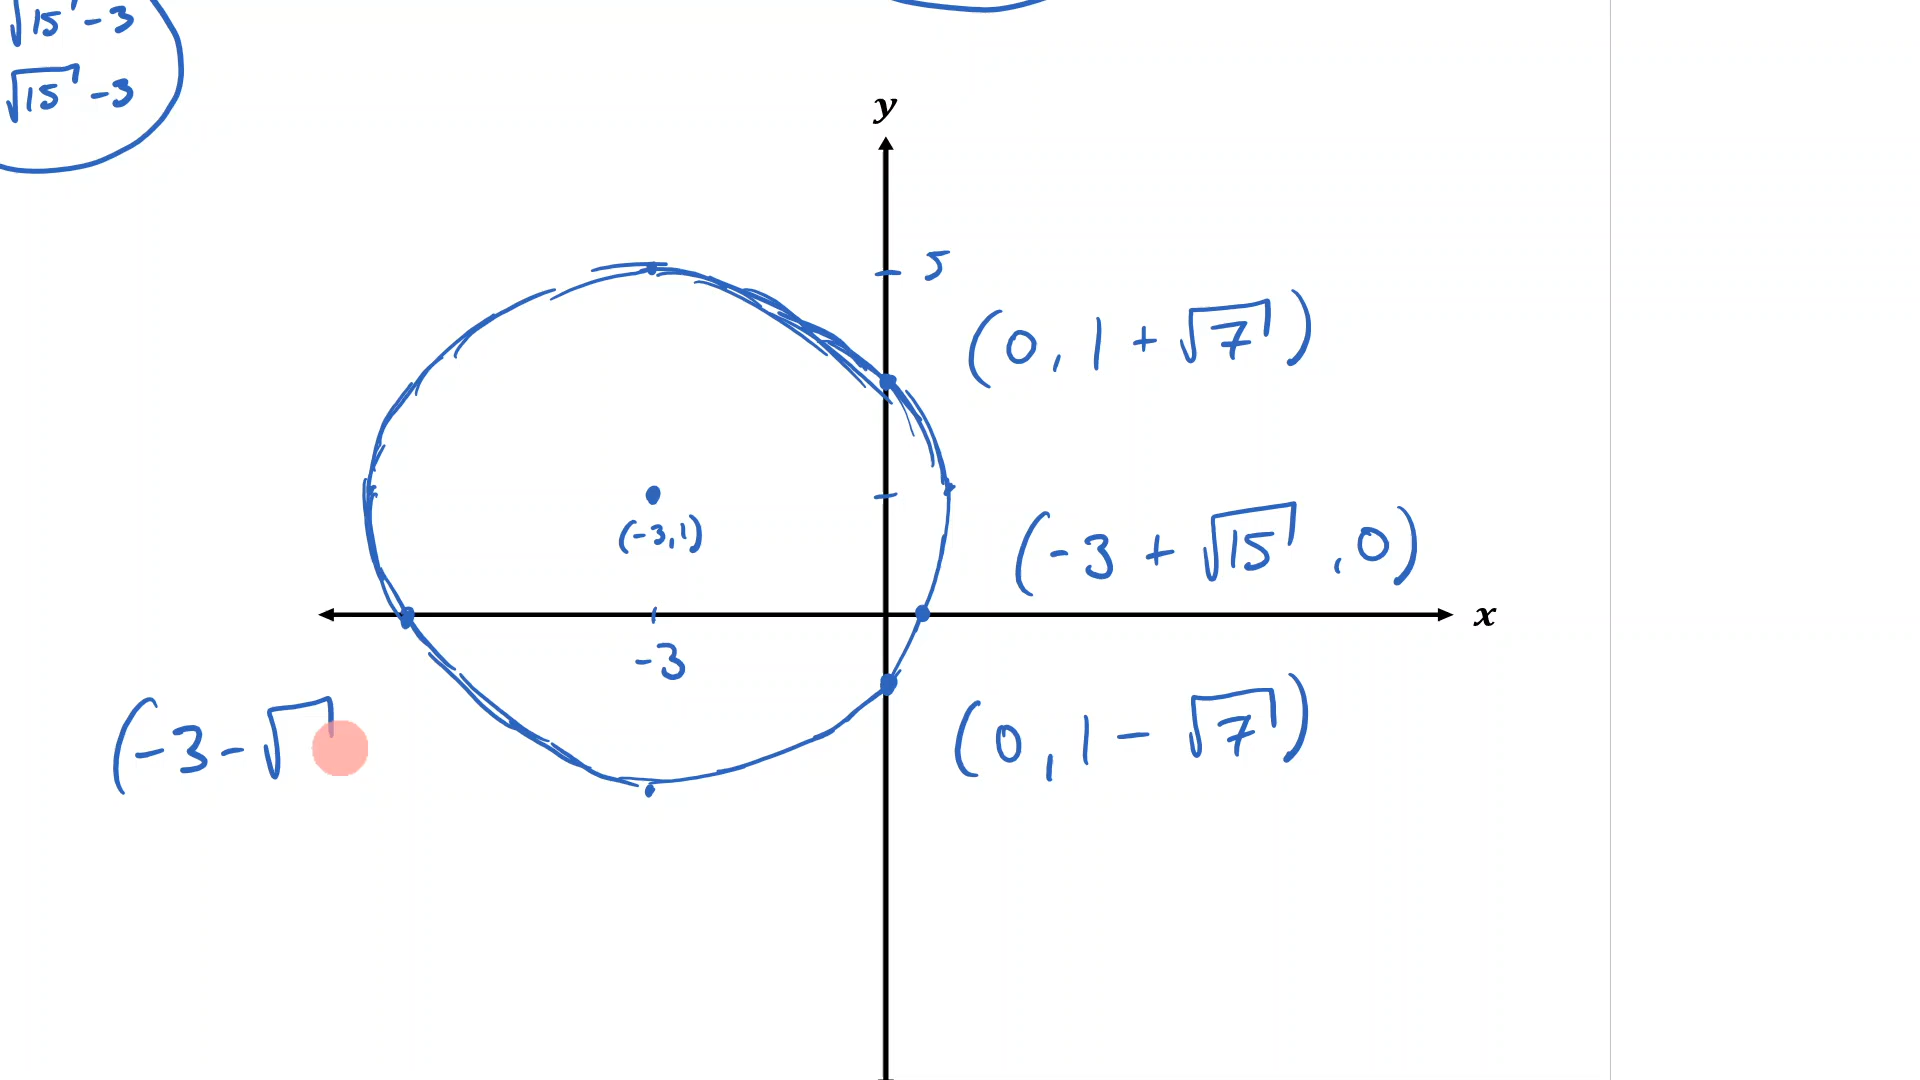 √15 - 3
√15 - 3
y
5
(0, 1 + √7)
(-3, 1)
(-3 + √15, 0)
x
-3
(-3 - √
(0, 1 - √7)